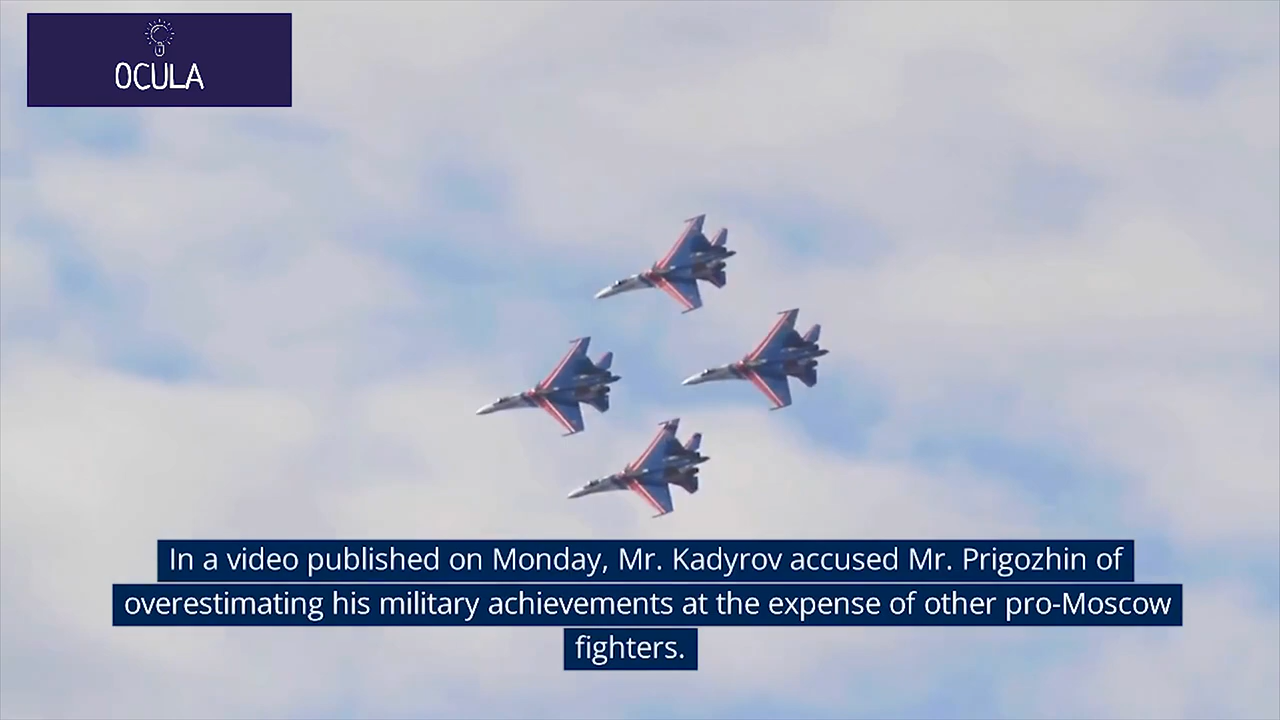 OCULA
In a video published on Monday, Mr. Kadyrov accused Mr. Prigozhin of
overestimating his military achievements at the expense of other pro-Moscow
fighters.